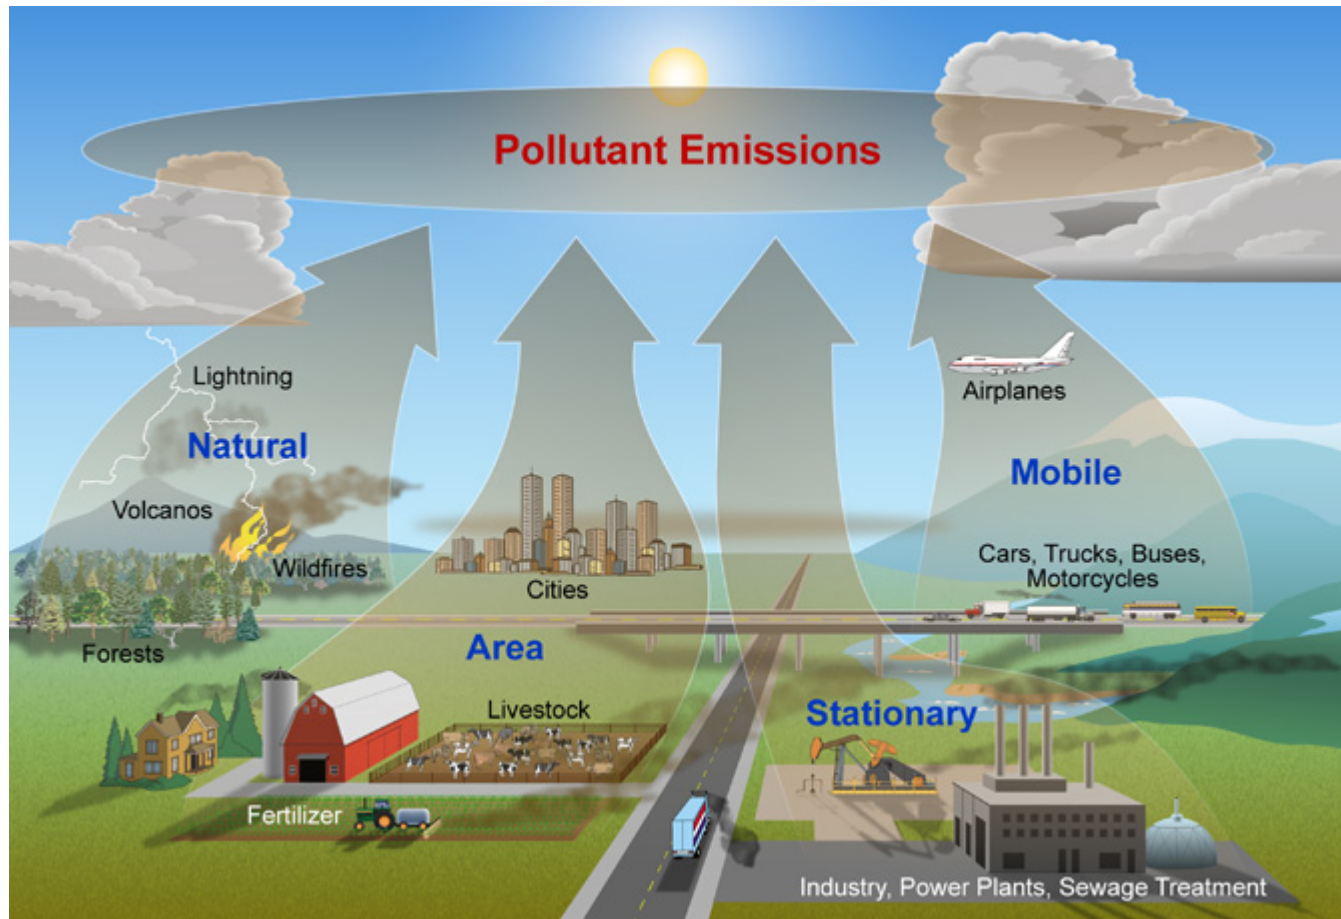 Pollutant Emissions
Lightning
Natural
Volcanos
Wildfires
Forests
Cities
Area
Livestock
Fertilizer
Airplanes
Mobile
Cars, Trucks, Buses,
Motorcycles
Stationary
Industry, Power Plants, Sewage Treatment